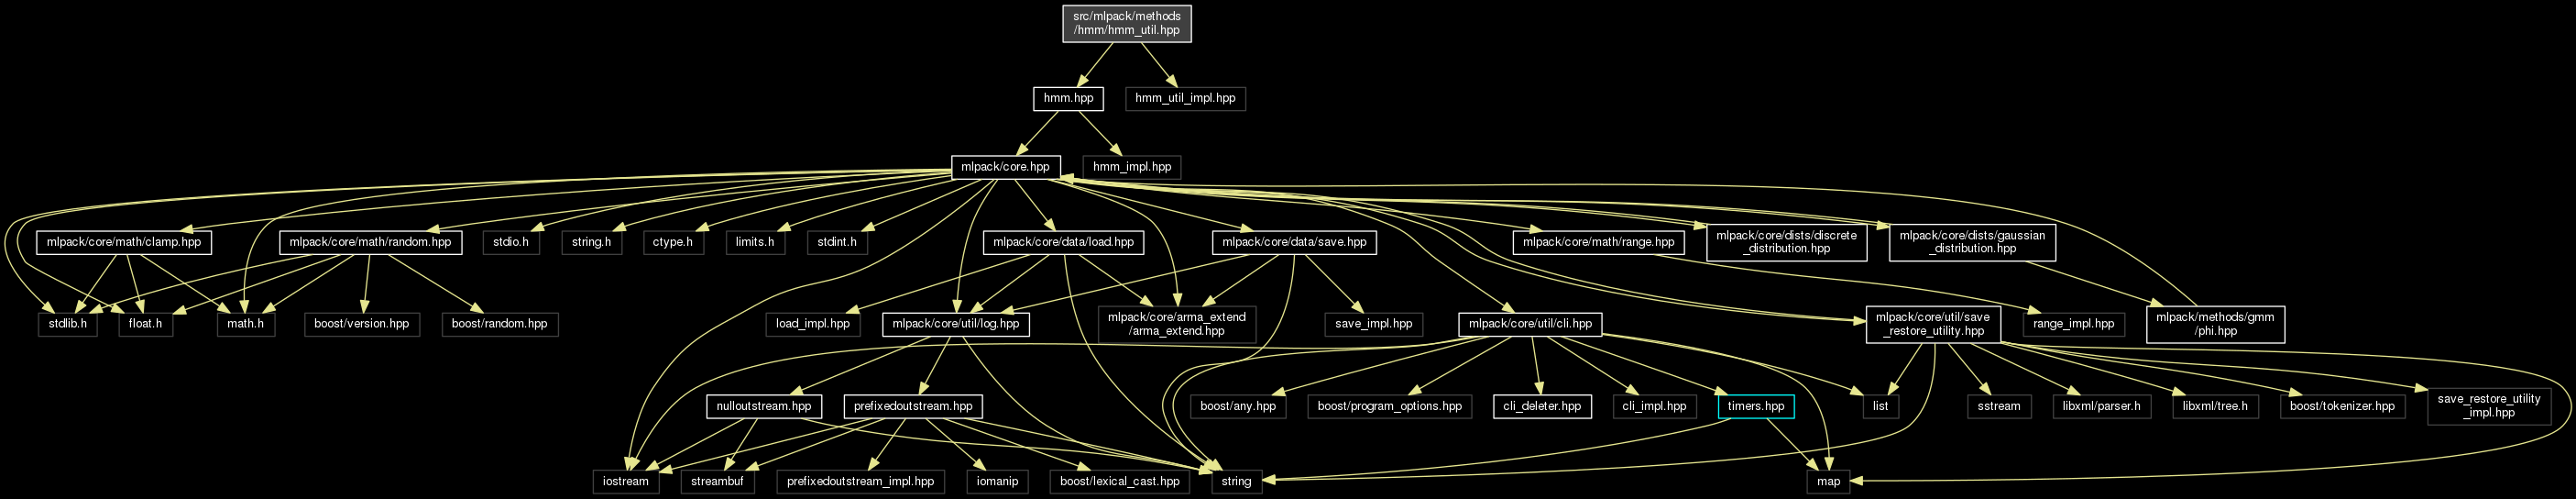 src/mlpack/methods
/hmm/hmm_util.hpp
hmm.hpp
hmm_util_impl.hpp
mlpack/core.hpp
hmm_impl.hpp
mlpack/core/math/clamp.hpp
mlpack/core/math/random.hpp
stdio.h
string.h
ctype.h
limits.h
stdint.h
mlpack/core/data/load.hpp
mlpack/core/data/save.hpp
mlpack/core/math/range.hpp
mlpack/core/dists/discrete
_distribution.hpp
mlpack/core/dists/gaussian
_distribution.hpp
stdlib.h
float.h
math.h
boost/version.hpp
boost/random.hpp
load_impl.hpp
mlpack/core/util/log.hpp
mlpack/core/arma_extend
/arma_extend.hpp
save_impl.hpp
mlpack/core/util/cli.hpp
mlpack/core/util/save
_restore_utility.hpp
range_impl.hpp
mlpack/methods/gmm
/phi.hpp
nulloutstream.hpp
prefixedoutstream.hpp
boost/any.hpp
boost/program_options.hpp
cli_deleter.hpp
cli_impl.hpp
timers.hpp
list
sstream
libxml/parser.h
libxml/tree.h
boost/tokenizer.hpp
save_restore_utility
_impl.hpp
iostream
streambuf
prefixedoutstream_impl.hpp
iomanip
boost/lexical_cast.hpp
string
map